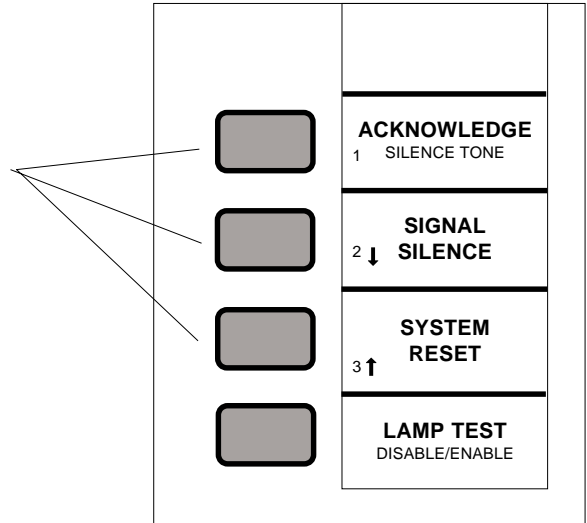 ACKNOWLEDGE
1 SILENCE TONE
SIGNAL
2 ⬇ SILENCE
SYSTEM
RESET
3 ⬆
LAMP TEST
DISABLE/ENABLE